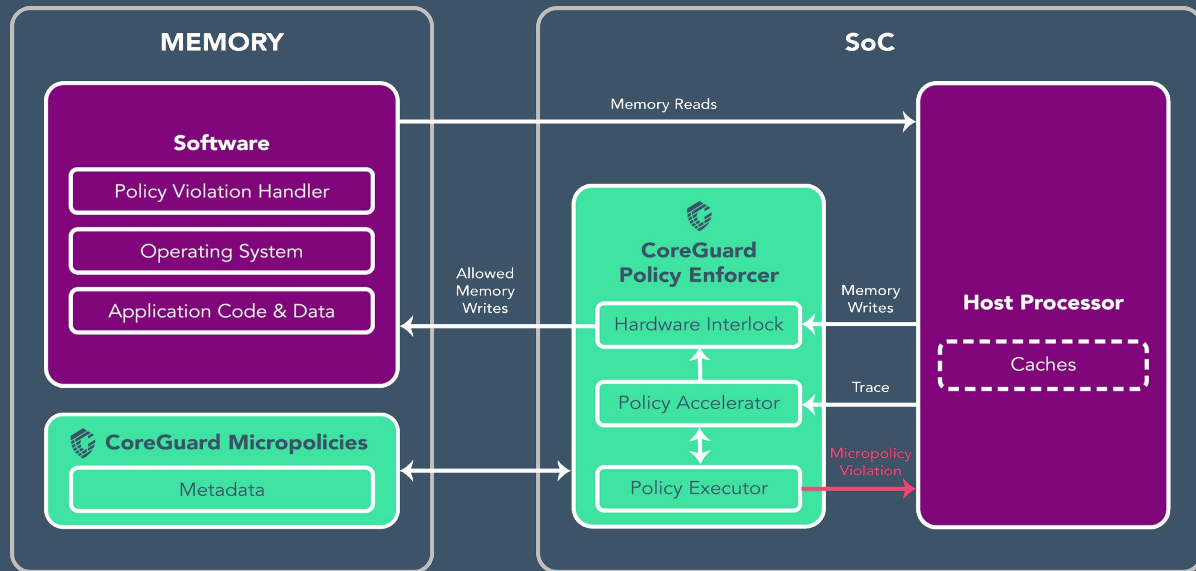 MEMORY
SoC
Software
Policy Violation Handler
Operating System
Application Code & Data
CoreGuard Micropolicies
Metadata
Memory Reads
Allowed
Memory
Writes
CoreGuard
Policy Enforcer
Hardware Interlock
Policy Accelerator
Policy Executor
Memory
Writes
Trace
Micropolicy
Violation
Host Processor
Caches